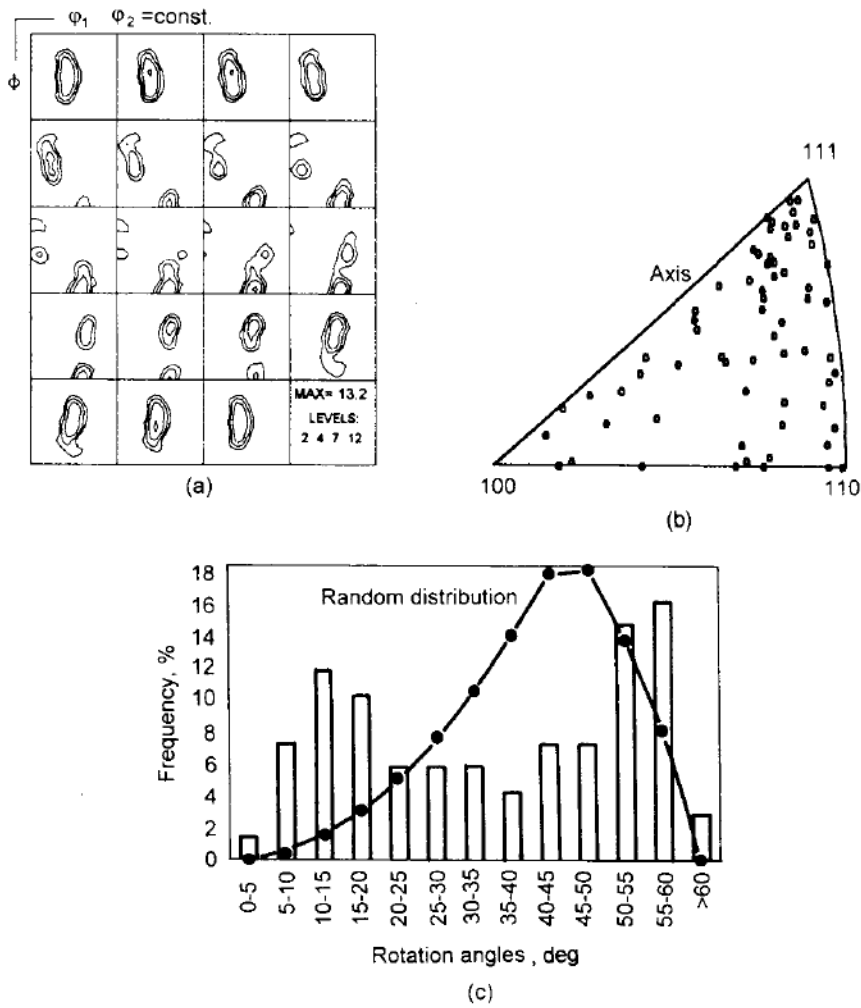 φ1 φ2 =const.
Φ
MAX= 13.2
LEVELS:
2 4 7 12
(a)
111
Axis
100
110
(b)
18
16
14
12
10
8
6
4
2
0
Frequency, %
Random distribution
0-5
5-10
10-15
15-20
20-25
25-30
30-35
35-40
40-45
45-50
50-55
55-60
>60
Rotation angles , deg
(c)